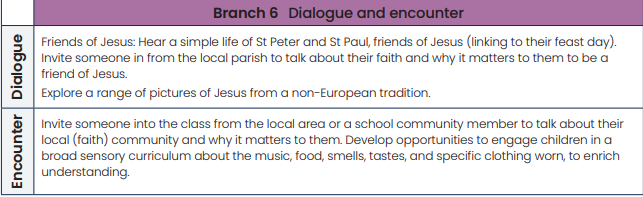 Branch 6 Dialogue and encounter
Dialogue
Friends of Jesus: Hear a simple life of St Peter and St Paul, friends of Jesus (linking to their feast day).
Invite someone in from the local parish to talk about their faith and why it matters to them to be a
friend of Jesus.
Explore a range of pictures of Jesus from a non-European tradition.
Encounter
Invite someone into the class from the local area or a school community member to talk about their
local (faith) community and why it matters to them. Develop opportunities to engage children in a
broad sensory curriculum about the music, food, smells, tastes, and specific clothing worn, to enrich
understanding.